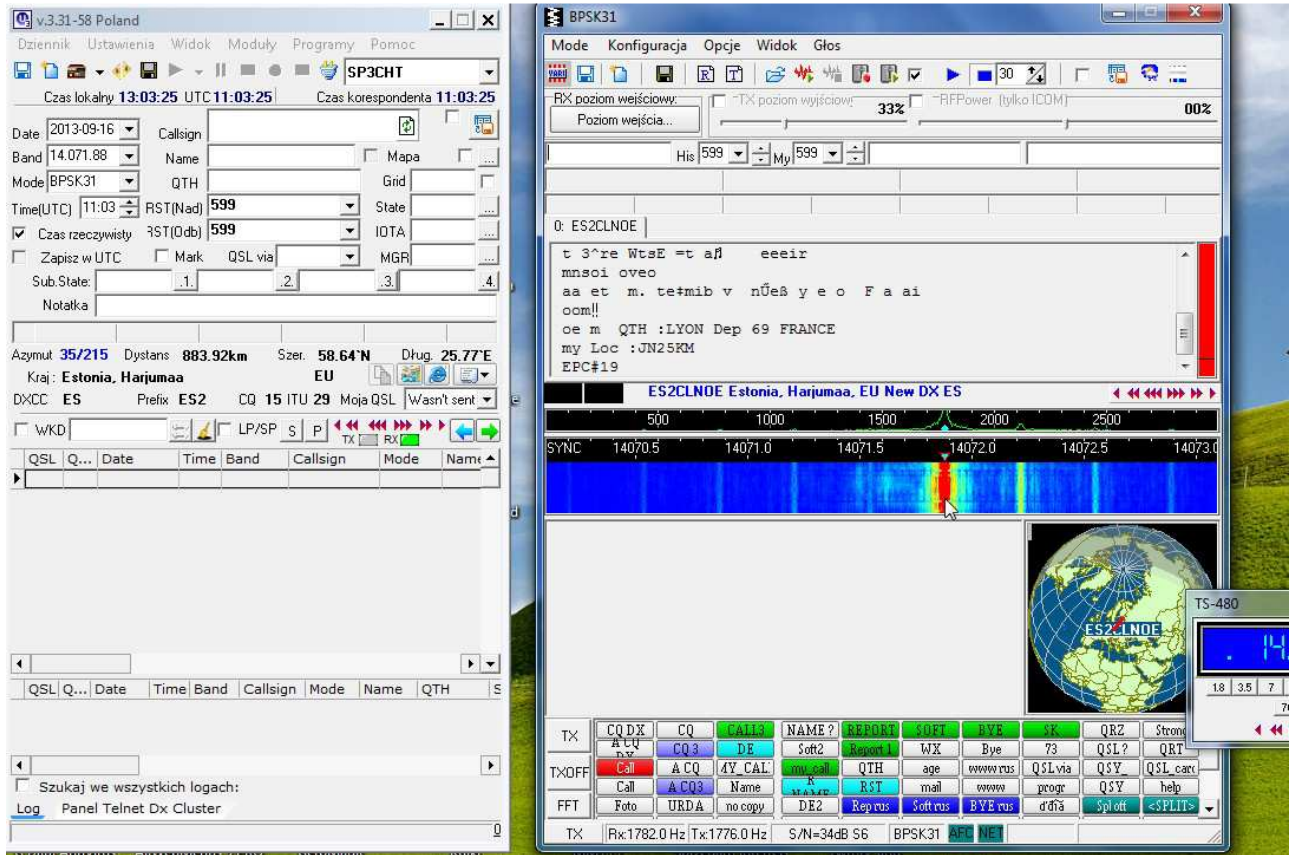 v.3.31-58 Poland
Dziennik Ustawienia Widok Moduły Programy Pomoc
SP3CHT
Czas lokalny 13:03:25 UTC 11:03:25 Czas korespondenta 11:03:25
Date 2013-09-16 Callsign
Band 14.071.88 Name Mapa ...
Mode BPSK31 QTH Grid
Time(UTC) 11:03 RST(Nad) 599 State ...
Czas rzeczywisty RST(Odb) 599 IOTA ...
Zapisz w UTC Mark QSL via MGR ...
Sub.State: .1. .2. .3. .4.
Notatka
Azymut 35/215 Dystans 883.92km Szer. 58.64`N Dług. 25.77`E
Kraj: Estonia, Harjumaa EU
DXCC ES Prefix ES2 CQ 15 ITU 29 Moja QSL Wasn't sent
WKD LP/SP S P TX RX
QSL Q... Date Time Band Callsign Mode Name
QSL Q... Date Time Band Callsign Mode Name QTH S
Szukaj we wszystkich logach:
Log Panel Telnet Dx Cluster
0
BPSK31
Mode Konfiguracja Opcje Widok Głos
30
RX poziom wejściowy: TX poziom wyjściowy 33% RFPower (tylko ICOM) 00%
Poziom wejścia...
His 599 My 599
0: ES2CLNOE
t 3^re WtsE =t eeeir
mnsoi oveo
aa et m. te‡mib v nŰeß y e o F a ai
oom‼
oe m QTH :LYON Dep 69 FRANCE
my Loc :JN25KM
EPC#19
ES2CLNOE Estonia, Harjumaa, EU New DX ES
500 1000 1500 2000 2500
SYNC 14070.5 14071.0 14071.5 14072.0 14072.5 14073.0
ES2CLNOE
TX CQ DX CQ CALL3 NAME? REPORT SOFT BYE SK QRZ Strong
A CQ DX CQ 3 DE Soft2 Report 1 WX Bye 73 QSL? QRT
TXOFF Call A CQ MY_CAL my_call QTH age www rus QSL via QSY_ QSL_card
Call A CQ3 Name NAME RST mail www progr QSY help
FFT Foto URDA no copy DE2 Rep rus Soft rus BYE rus Spl off <SPLIT>
TX Rx:1782.0 Hz Tx:1776.0 Hz S/N=34dB S6 BPSK31 AFC NET
TS-480
1.8 3.5 7